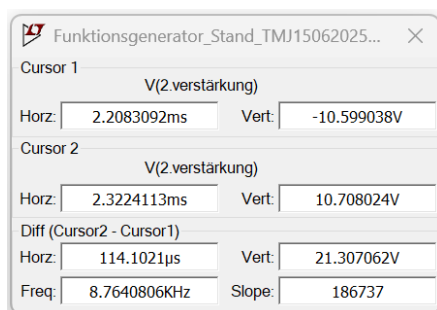 Funktionsgenerator_Stand_TMJ15062025...
Cursor 1
V(2.verstärkung)
Horz: 2.2083092ms Vert: -10.599038V
Cursor 2
V(2.verstärkung)
Horz: 2.3224113ms Vert: 10.708024V
Diff (Cursor2 - Cursor1)
Horz: 114.1021µs Vert: 21.307062V
Freq: 8.7640806KHz Slope: 186737